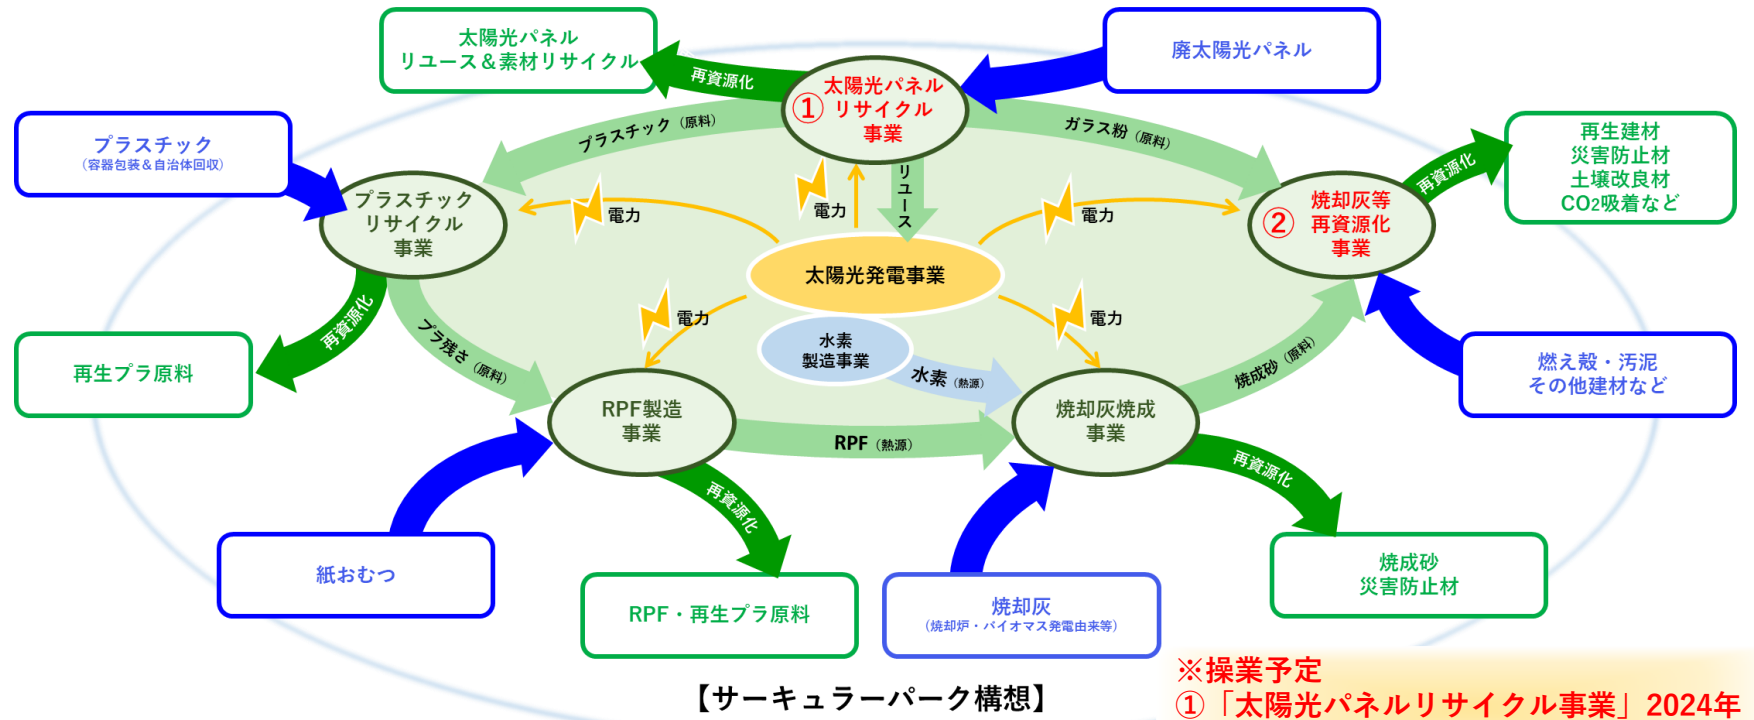 太陽光パネル
リユース＆素材リサイクル
再資源化
① 太陽光パネル
リサイクル
事業
廃太陽光パネル
プラスチック
（容器包装＆自治体回収）
プラスチック（原料）
ガラス粉（原料）
再生建材
災害防止材
土壌改良材
CO2吸着など
再資源化
プラスチック
リサイクル
事業
電力
電力
リユース
電力
② 焼却灰等
再資源化
事業
太陽光発電事業
再資源化
再生プラ原料
プラ残さ（原料）
電力
水素
製造事業
水素（熱源）
電力
焼成砂（原料）
燃え殻・汚泥
その他建材など
RPF製造
事業
RPF（熱源）
焼却灰焼成
事業
再資源化
再資源化
紙おむつ
RPF・再生プラ原料
焼却灰
（焼却炉・バイオマス発電由来等）
焼成砂
災害防止材
【サーキュラーパーク構想】
※操業予定
①「太陽光パネルリサイクル事業」2024年